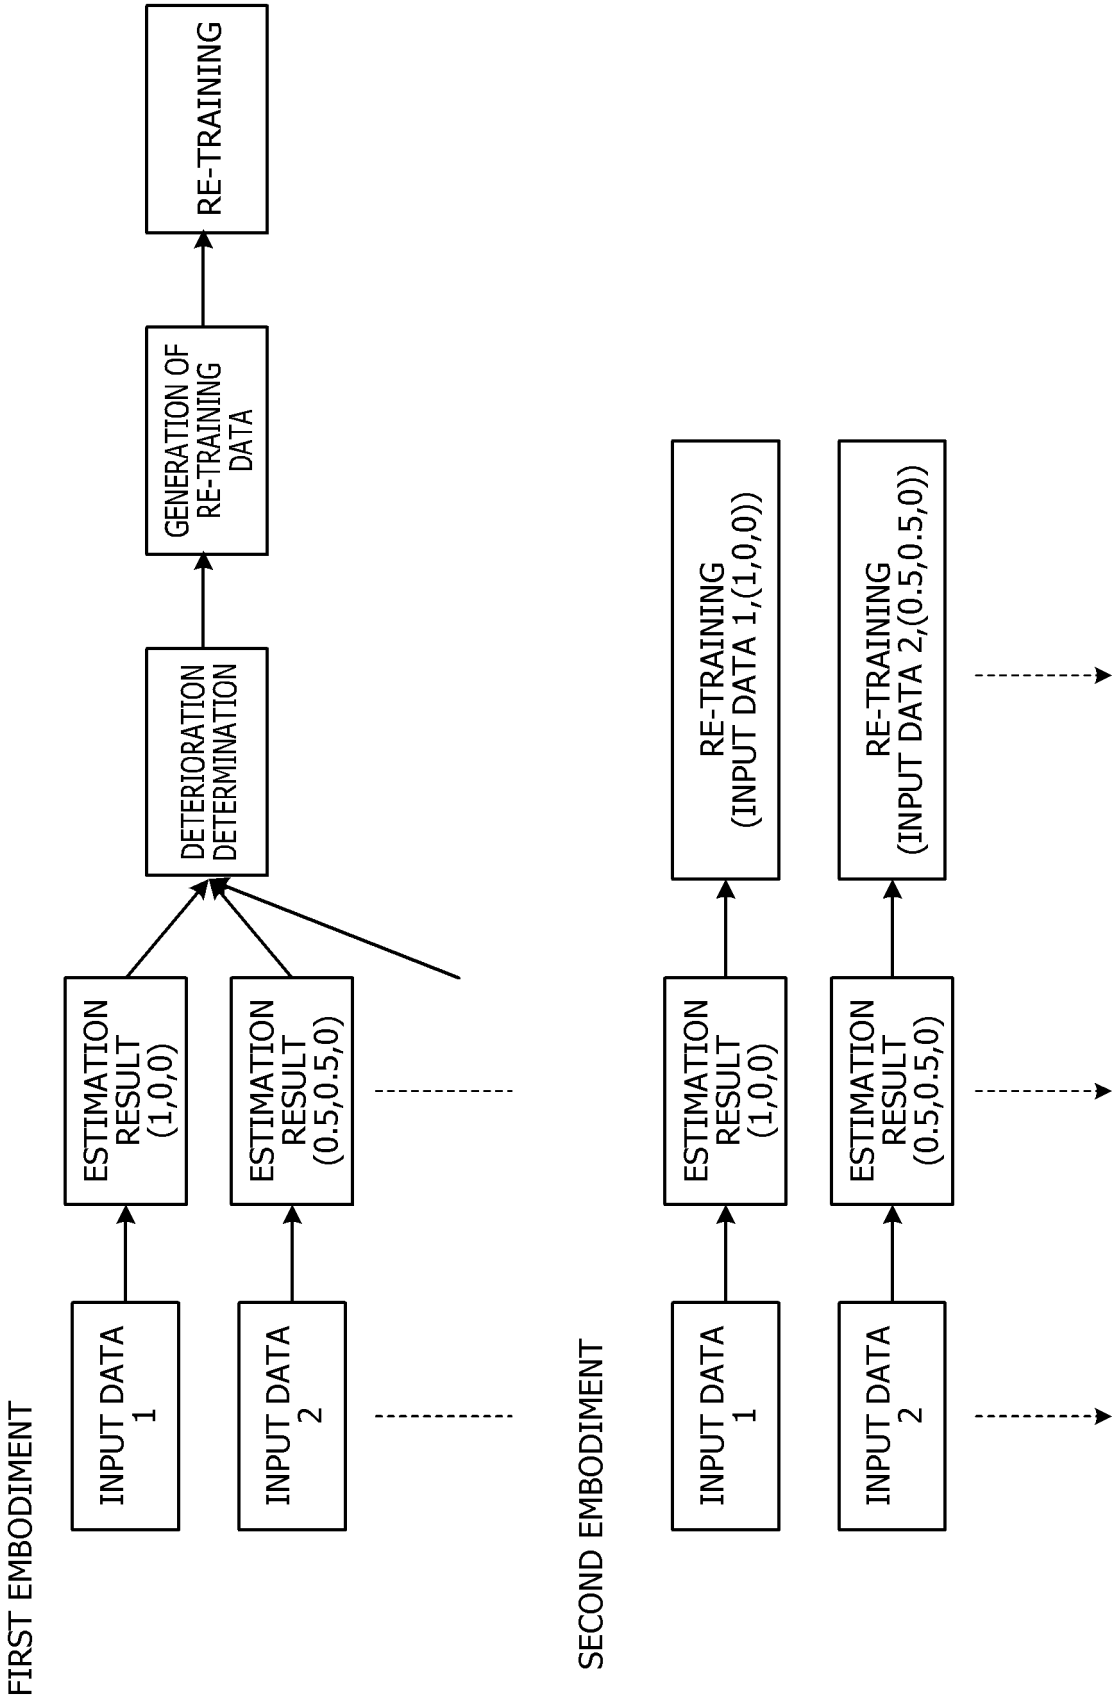 FIRST EMBODIMENT
INPUT DATA
1
ESTIMATION
RESULT
(1,0,0)
INPUT DATA
2
ESTIMATION
RESULT
(0.5,0.5,0)
DETERIORATION
DETERMINATION
GENERATION OF
RE-TRAINING
DATA
RE-TRAINING
SECOND EMBODIMENT
INPUT DATA
1
ESTIMATION
RESULT
(1,0,0)
RE-TRAINING
(INPUT DATA 1,(1,0,0))
INPUT DATA
2
ESTIMATION
RESULT
(0.5,0.5,0)
RE-TRAINING
(INPUT DATA 2,(0.5,0.5,0))